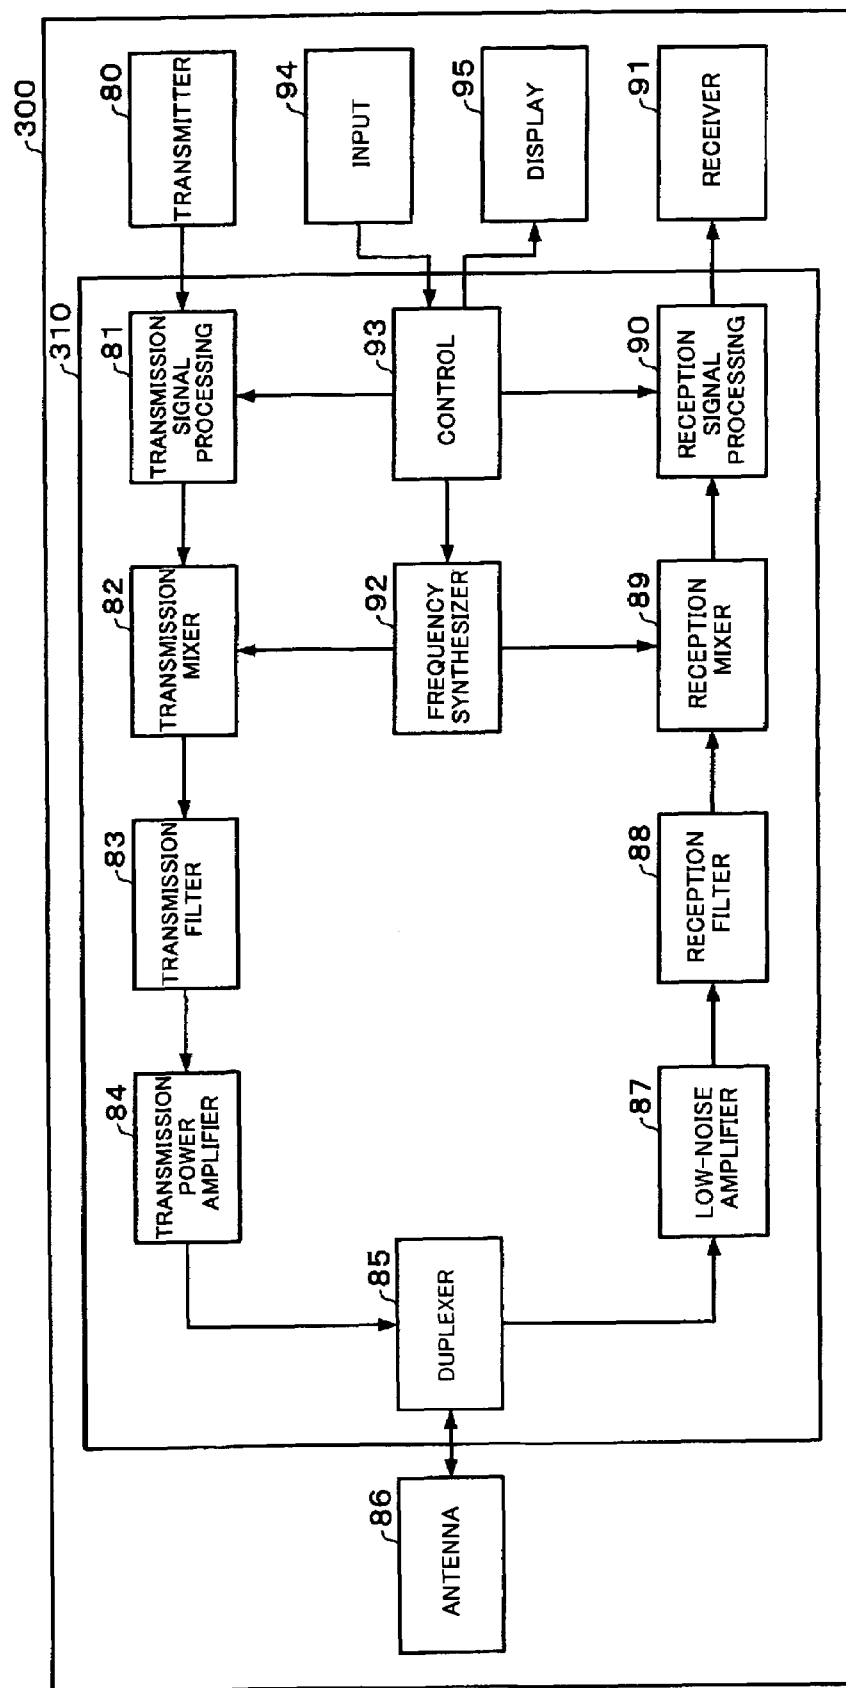 300
310
80
TRANSMITTER
81
TRANSMISSION
SIGNAL
PROCESSING
82
TRANSMISSION
MIXER
83
TRANSMISSION
FILTER
84
TRANSMISSION
POWER
AMPLIFIER
94
INPUT
95
DISPLAY
93
CONTROL
92
FREQUENCY
SYNTHESIZER
85
DUPLEXER
86
ANTENNA
91
RECEIVER
90
RECEPTION
SIGNAL
PROCESSING
89
RECEPTION
MIXER
88
RECEPTION
FILTER
87
LOW-NOISE
AMPLIFIER